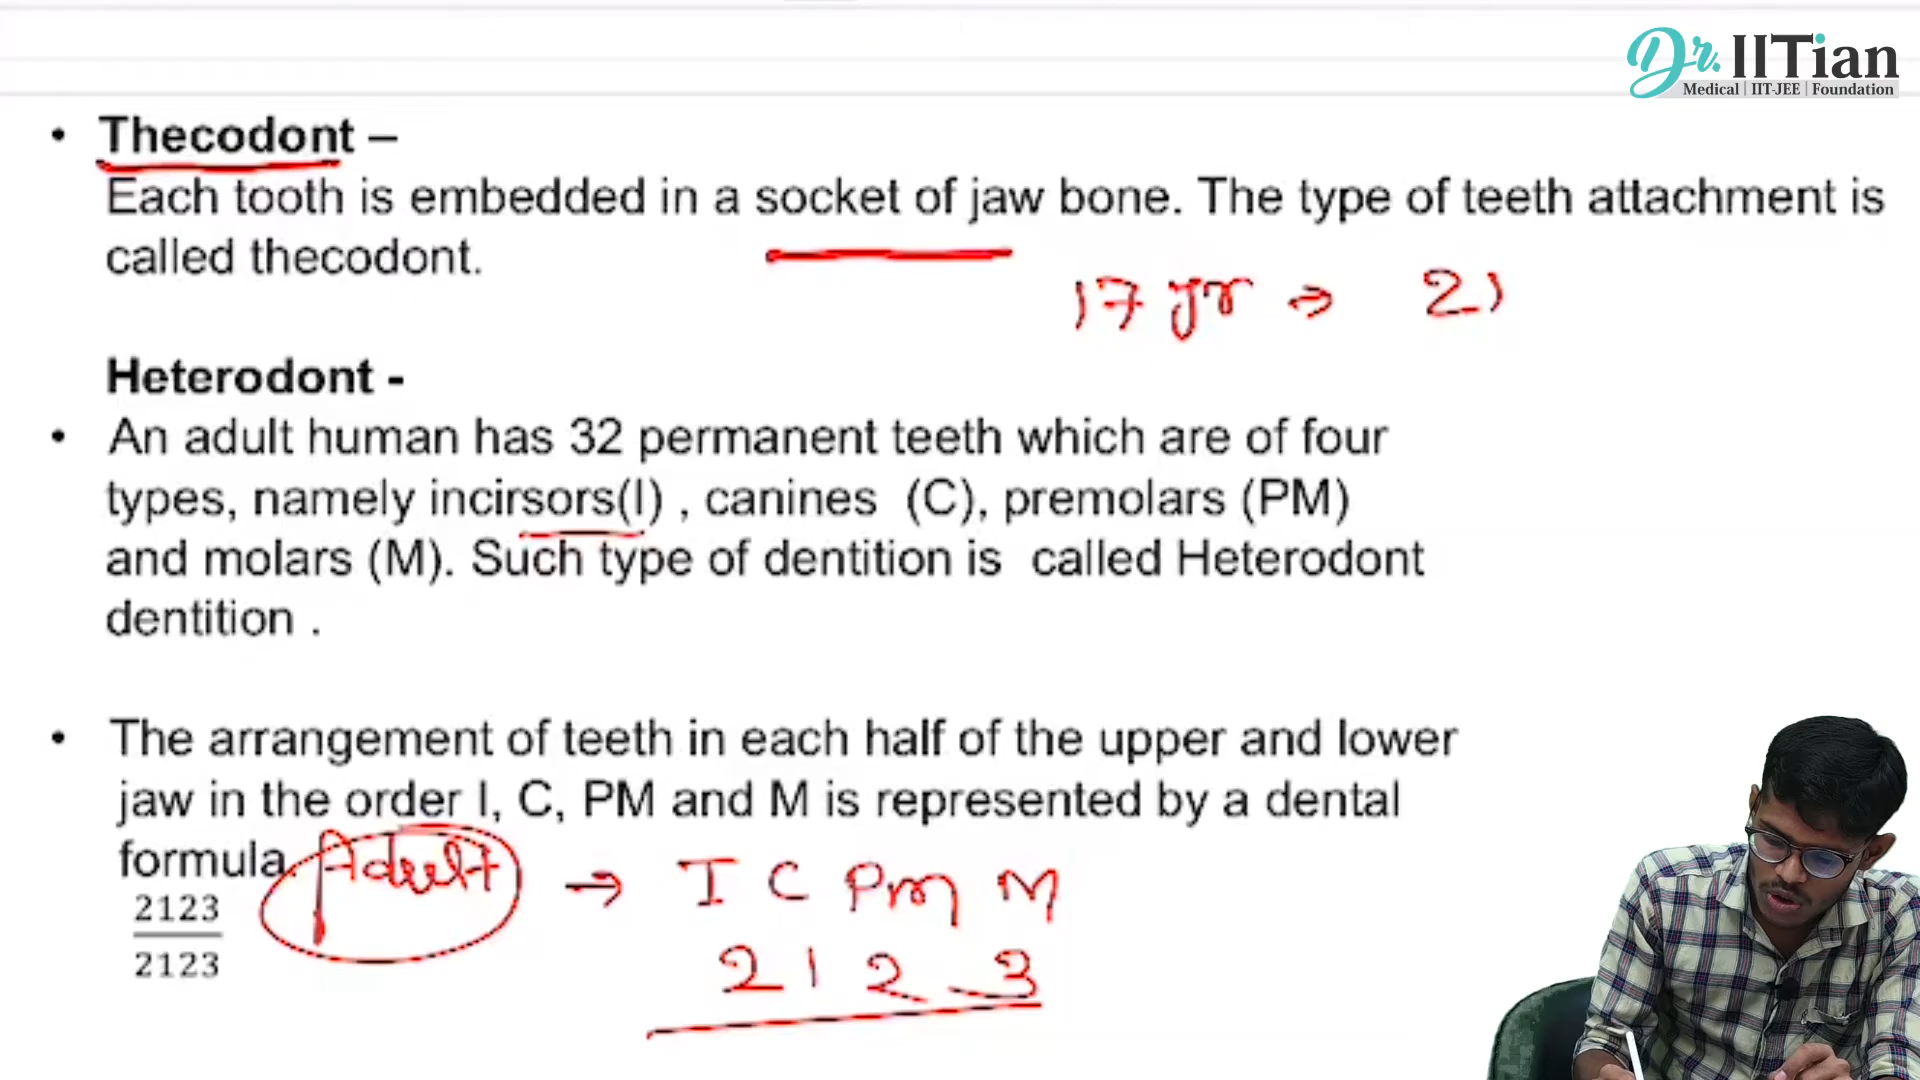 Dr. IITian
Medical | IIT-JEE | Foundation
• Thecodont –
Each tooth is embedded in a socket of jaw bone. The type of teeth attachment is
called thecodont.
17 yr → 21
Heterodont -
• An adult human has 32 permanent teeth which are of four
types, namely incirsors(I) , canines (C), premolars (PM)
and molars (M). Such type of dentition is called Heterodont
dentition .
• The arrangement of teeth in each half of the upper and lower
jaw in the order I, C, PM and M is represented by a dental
formula.
Adult → I C Pm M
2123
2123
2 1 2 3